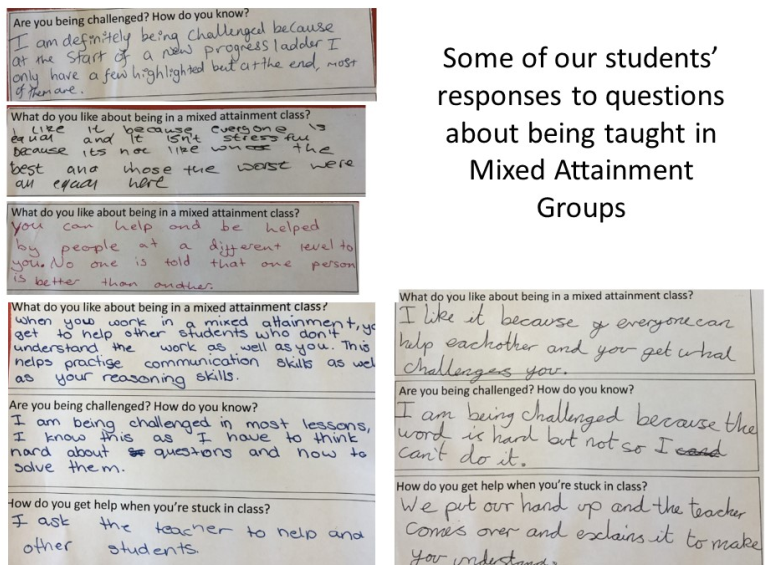 Are you being challenged? How do you know?
I am definitely being challenged because
at the start of a new progress ladder I
only have a few highlighted but at the end, most
of them are.
What do you like about being in a mixed attainment class?
I like it because everyone is
equal and it isn't stressful
because its not like whos the
best and whose the worst were
all equal here
What do you like about being in a mixed attainment class?
You can help and be helped
by people at a different level to
you. No one is told that one person
is better than another.
What do you like about being in a mixed attainment class?
When you work in a mixed attainment, yo
get to help other students who don't
understand the work as well as you. This
helps practise communication skills as wel
as your reasoning skills.
Are you being challenged? How do you know?
I am being challenged in most lessons,
I know this as I have to think
hard about questions and how to
solve them.
How do you get help when you're stuck in class?
I ask the teacher to help and
other students.
Some of our students'
responses to questions
about being taught in
Mixed Attainment
Groups
What do you like about being in a mixed attainment class?
I like it because everyone can
help eachother and you get what
challenges you.
Are you being challenged? How do you know?
I am being challenged because the
word is hard but not so I
can't do it.
How do you get help when you're stuck in class?
We put our hand up and the teacher
comes over and exclains it to make
you understand.